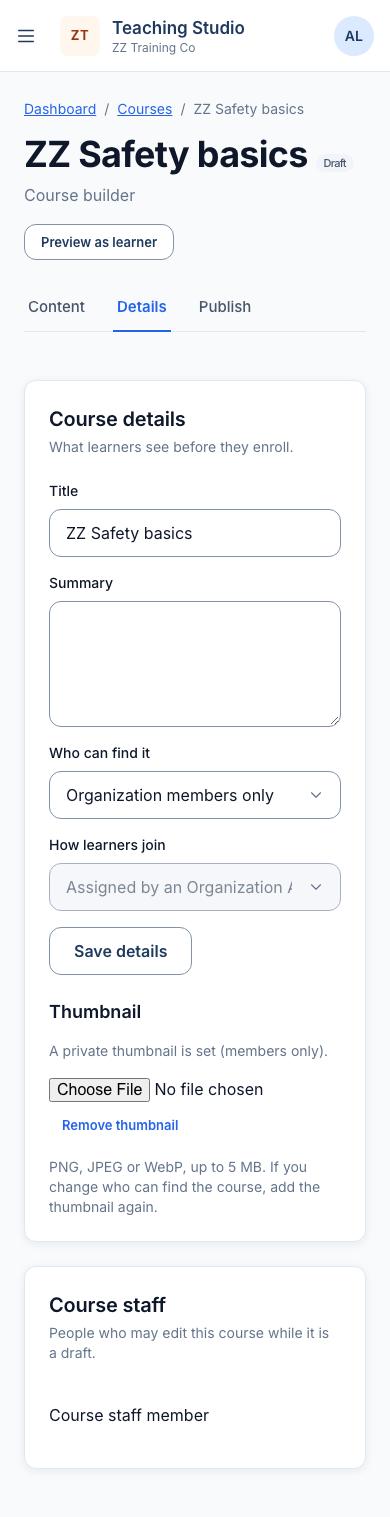 ZT
Teaching Studio
ZZ Training Co
AL
Dashboard / Courses / ZZ Safety basics
ZZ Safety basics Draft
Course builder
Preview as learner
Content Details Publish
Course details
What learners see before they enroll.
Title
ZZ Safety basics
Summary
Who can find it
Organization members only
How learners join
Assigned by an Organization
Save details
Thumbnail
A private thumbnail is set (members only).
Choose File No file chosen
Remove thumbnail
PNG, JPEG or WebP, up to 5 MB. If you
change who can find the course, add the
thumbnail again.
Course staff
People who may edit this course while it is
a draft.
Course staff member